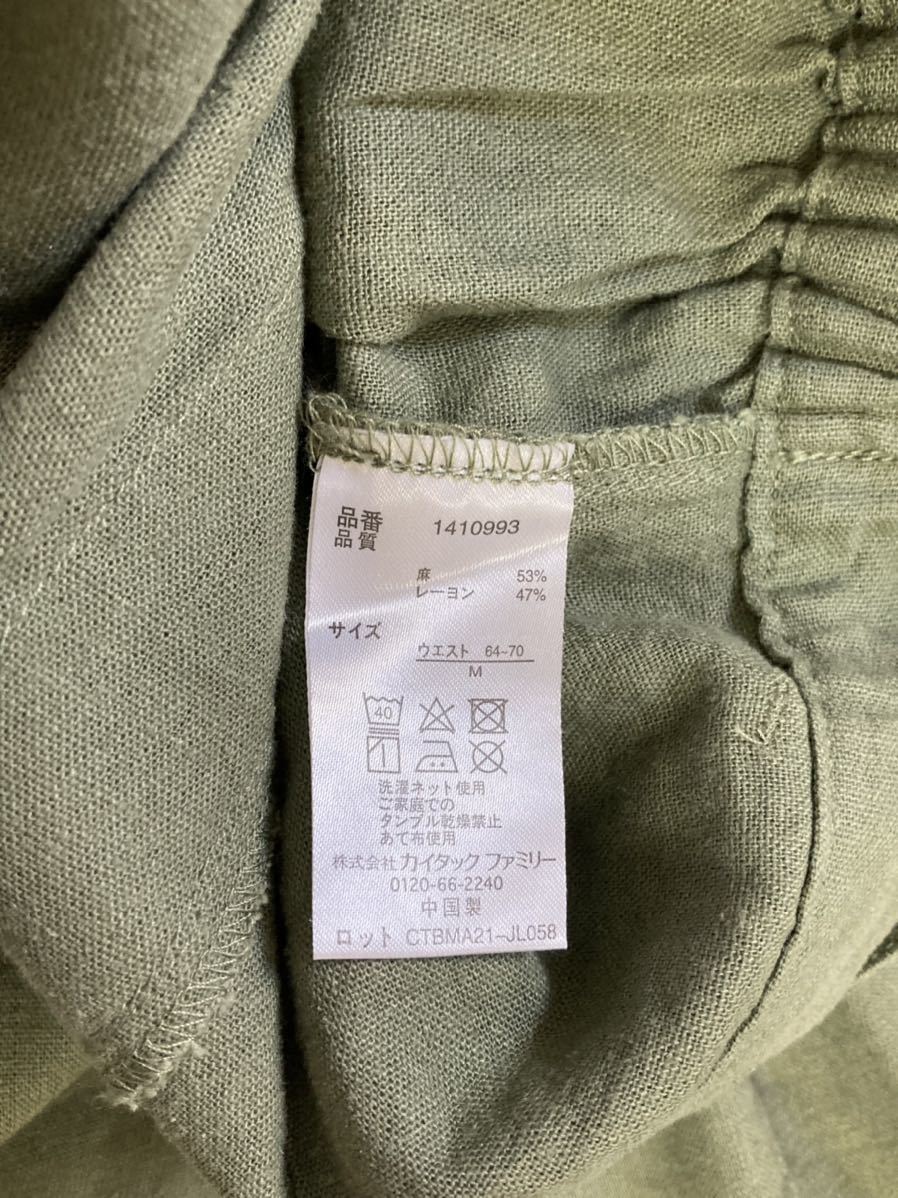 品番 1410993
品質
麻 53%
レーヨン 47%
サイズ
ウエスト 64~70
M
40
洗濯ネット使用
ご家庭での
タンブル乾燥禁止
あて布使用
株式会社 カイタック ファミリー
0120-66-2240
中国製
ロット CTBMA21-JL058